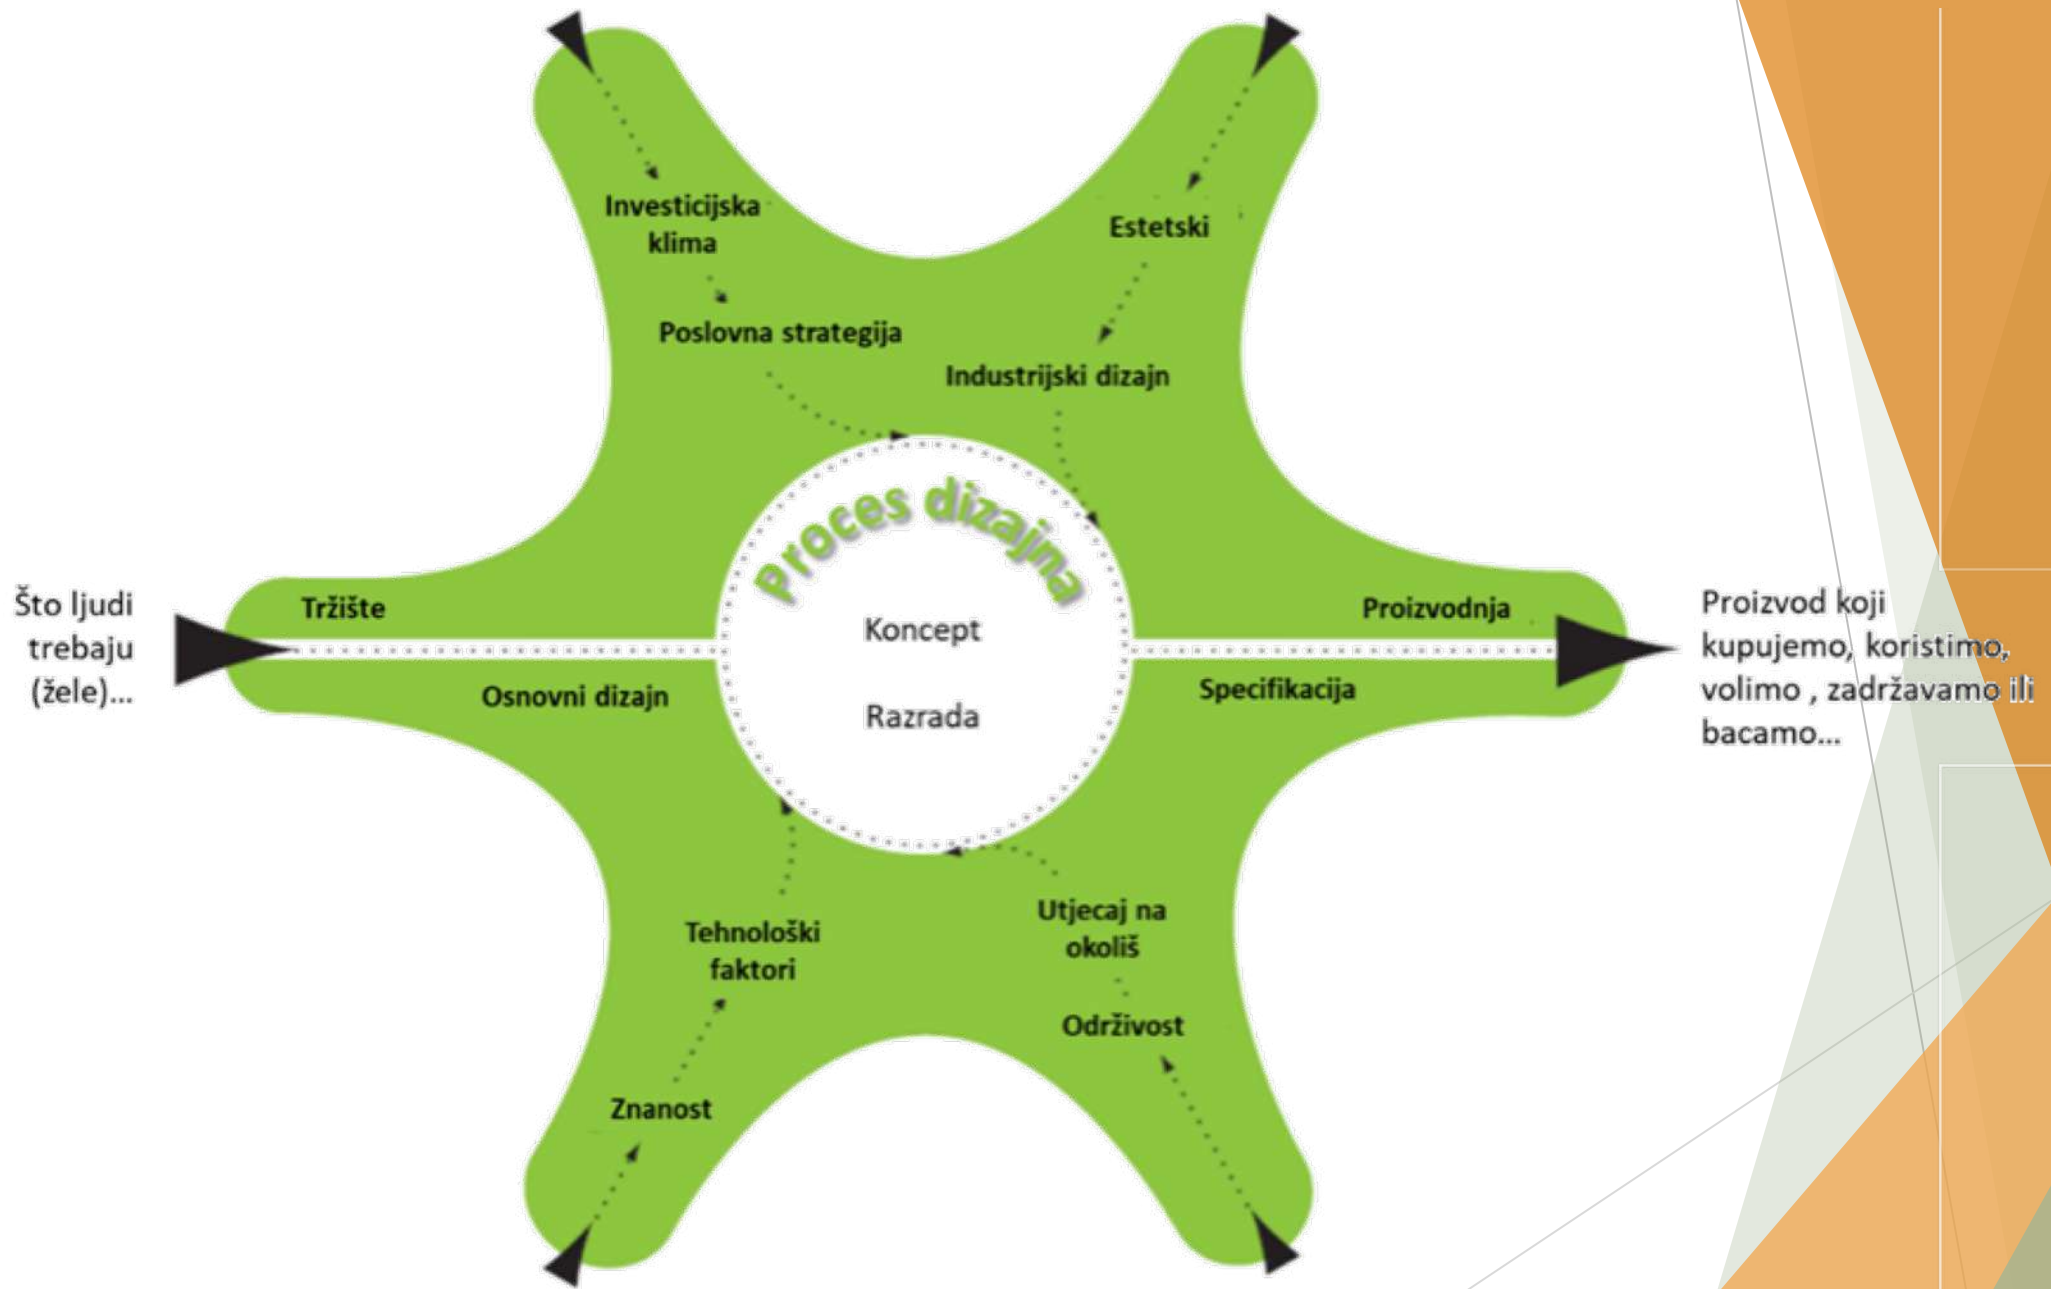 Investicijska
klima
Estetski
Poslovna strategija
Industrijski dizajn
Proces dizajna
Što ljudi
trebaju
(žele)...
Tržište
Osnovni dizajn
Koncept
Razrada
Proizvodnja
Specifikacija
Proizvod koji
kupujemo, koristimo,
volimo , zadržavamo ili
bacamo...
Tehnološki
faktori
Utjecaj na
okoliš
Održivost
Znanost